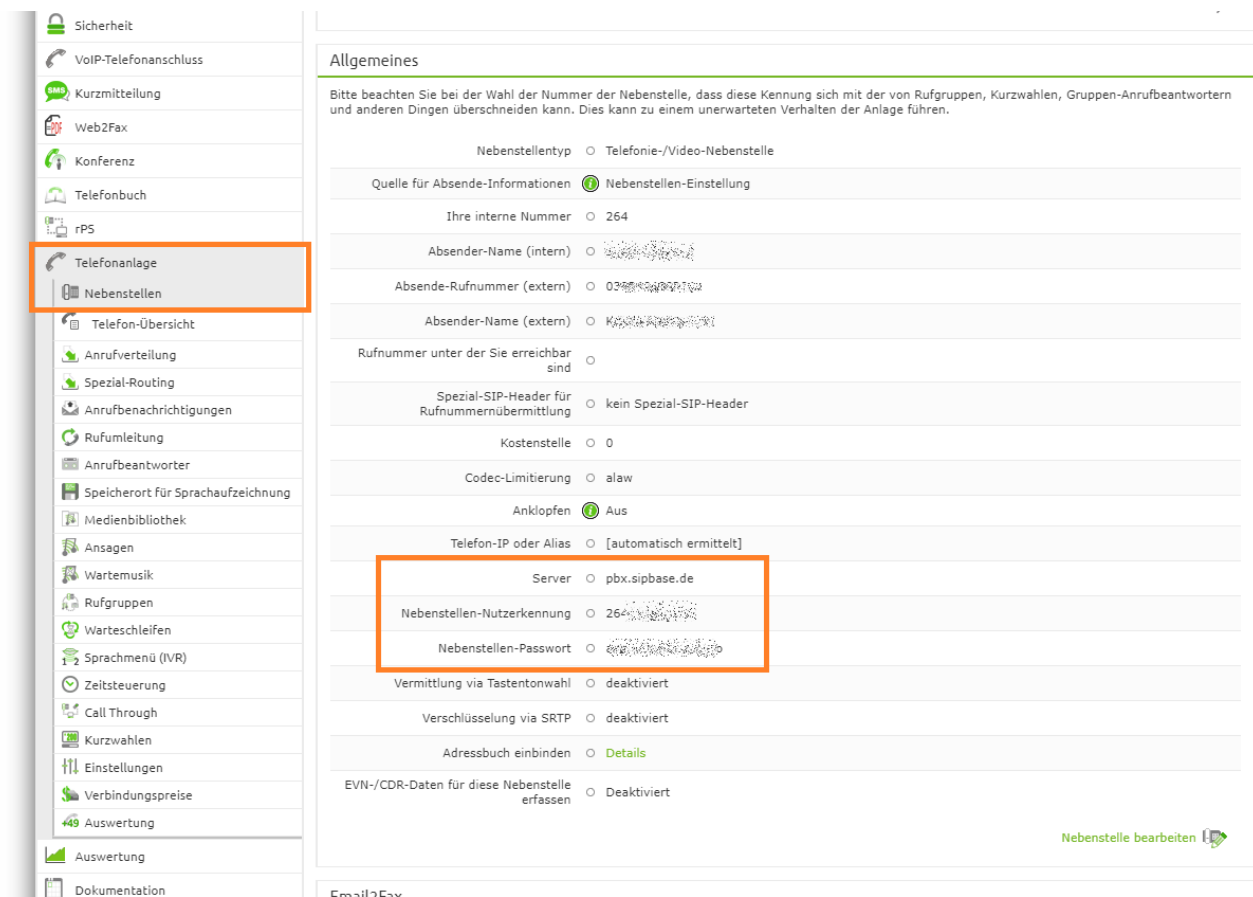 Sicherheit
VoIP-Telefonanschluss
SMS
Kurzmitteilung
PDF
Web2Fax
Konferenz
Telefonbuch
rPS
Telefonanlage
Nebenstellen
Telefon-Übersicht
Anrufverteilung
Spezial-Routing
Anrufbenachrichtigungen
Rufumleitung
Anrufbeantworter
Speicherort für Sprachaufzeichnung
Medienbibliothek
Ansagen
Wartemusik
Rufgruppen
Warteschleifen
1 2 Sprachmenü (IVR)
Zeitsteuerung
Call Through
Kurzwahlen
Einstellungen
Verbindungspreise
+49 Auswertung
Auswertung
Dokumentation
Allgemeines
Bitte beachten Sie bei der Wahl der Nummer der Nebenstelle, dass diese Kennung sich mit der von Rufgruppen, Kurzwahlen, Gruppen-Anrufbeantwortern
und anderen Dingen überschneiden kann. Dies kann zu einem unerwarteten Verhalten der Anlage führen.
Nebenstellentyp Telefonie-/Video-Nebenstelle
Quelle für Absende-Informationen Nebenstellen-Einstellung
Ihre interne Nummer 264
Absender-Name (intern)
Absende-Rufnummer (extern)
Absender-Name (extern)
Rufnummer unter der Sie erreichbar
sind
Spezial-SIP-Header für
Rufnummernübermittlung kein Spezial-SIP-Header
Kostenstelle 0
Codec-Limitierung alaw
Anklopfen Aus
Telefon-IP oder Alias [automatisch ermittelt]
Server pbx.sipbase.de
Nebenstellen-Nutzerkennung 264
Nebenstellen-Passwort
Vermittlung via Tastentonwahl deaktiviert
Verschlüsselung via SRTP deaktiviert
Adressbuch einbinden Details
EVN-/CDR-Daten für diese Nebenstelle
erfassen Deaktiviert
Nebenstelle bearbeiten
Email2Fax